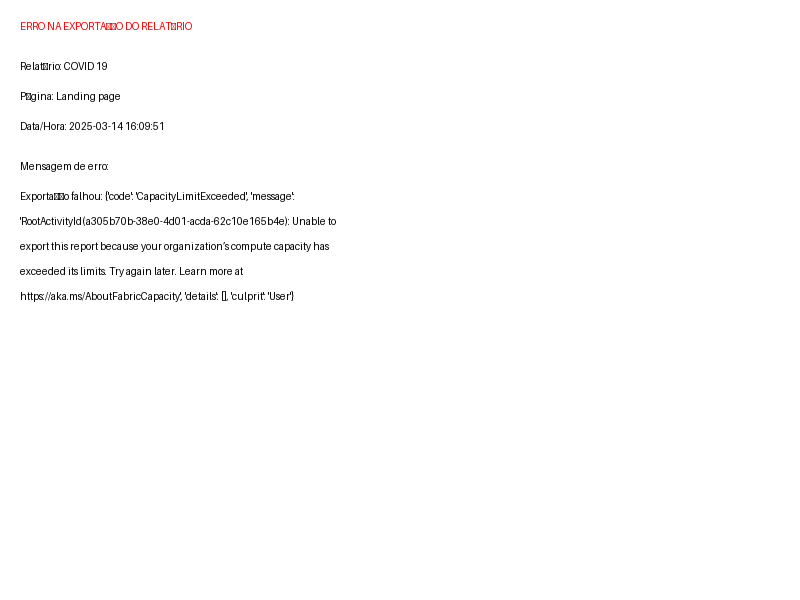 ERRO NA EXPORTA▯▯O DO RELAT▯RIO
Relat▯rio: COVID 19
P▯gina: Landing page
Data/Hora: 2025-03-14 16:09:51
Mensagem de erro:
Exporta▯▯o falhou: {'code': 'CapacityLimitExceeded', 'message':
'RootActivityId(a305b70b-38e0-4d01-acda-62c10e165b4e): Unable to
export this report because your organization’s compute capacity has
exceeded its limits. Try again later. Learn more at
https://aka.ms/AboutFabricCapacity', 'details': [], 'culprit': 'User'}